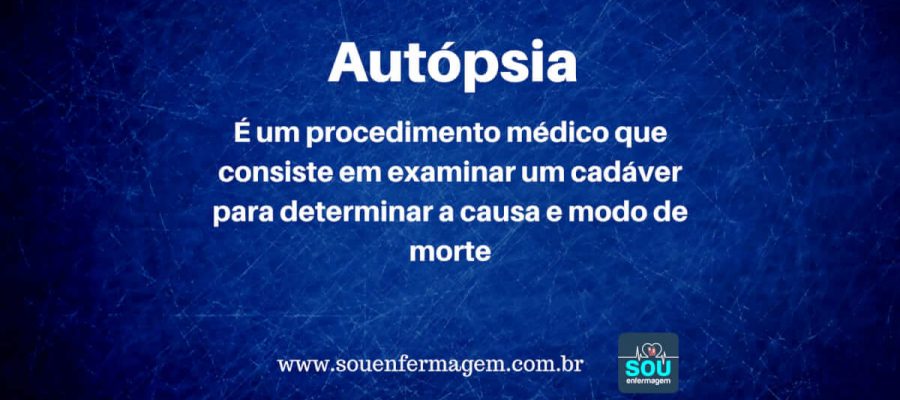 Autópsia
É um procedimento médico que
consiste em examinar um cadáver
para determinar a causa e modo de
morte
www.souenfermagem.com.br
SOU
enfermagem